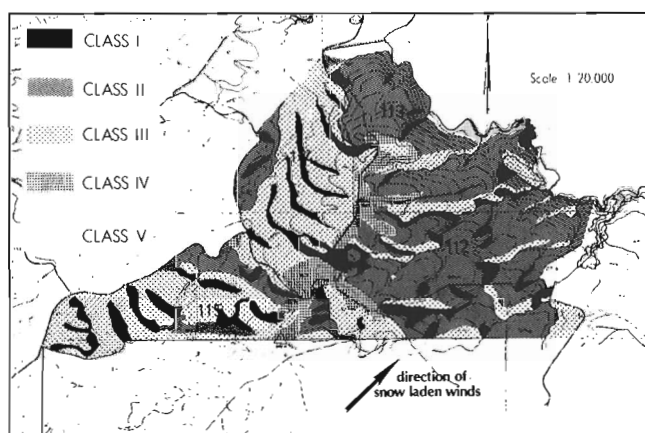 CLASS I
CLASS II
CLASS III
CLASS IV
CLASS V
Scale 1 20.000
113
112
direction of
snow laden winds